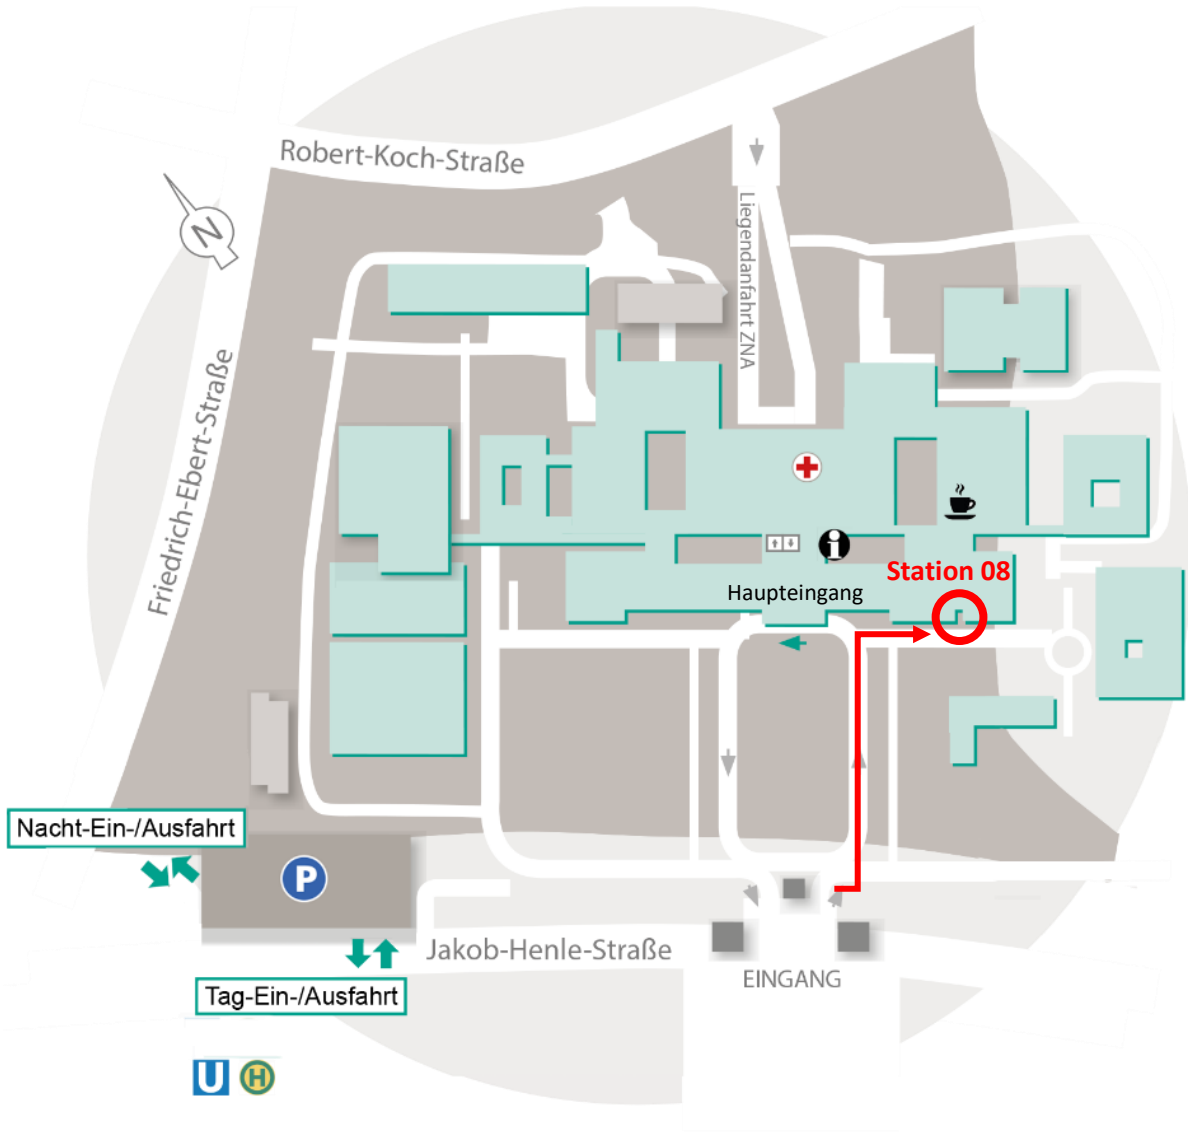 Robert-Koch-Straße
N
Liegendanfahrt ZNA
Friedrich-Ebert-Straße
i
Station 08
Haupteingang
Nacht-Ein-/Ausfahrt
P
Jakob-Henle-Straße
EINGANG
Tag-Ein-/Ausfahrt
U H